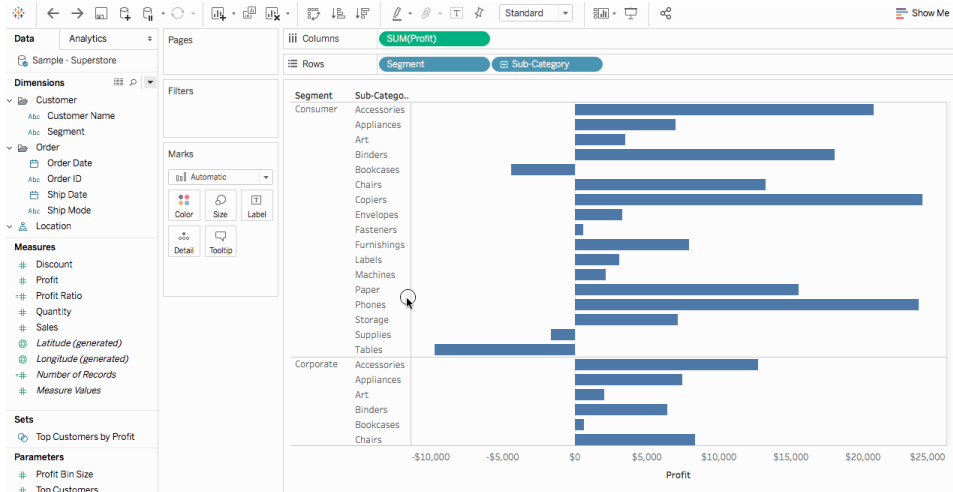 Standard
Show Me
Data
Analytics
Sample - Superstore
Dimensions
Customer
Abc Customer Name
Abc Segment
Order
Order Date
Abc Order ID
Ship Date
Abc Ship Mode
Location
Measures
# Discount
# Profit
=# Profit Ratio
# Quantity
# Sales
Latitude (generated)
Longitude (generated)
=# Number of Records
# Measure Values
Sets
Top Customers by Profit
Parameters
# Profit Bin Size
# Top Customers
Pages
Filters
Marks
Automatic
Color
Size
T
Label
Detail
Tooltip
Columns
SUM(Profit)
Rows
Segment
Sub-Category
Segment
Sub-Catego..
Consumer
Accessories
Appliances
Art
Binders
Bookcases
Chairs
Copiers
Envelopes
Fasteners
Furnishings
Labels
Machines
Paper
Phones
Storage
Supplies
Tables
Corporate
Accessories
Appliances
Art
Binders
Bookcases
Chairs
-$10,000
-$5,000
$0
$5,000
$10,000
$15,000
$20,000
$25,000
Profit